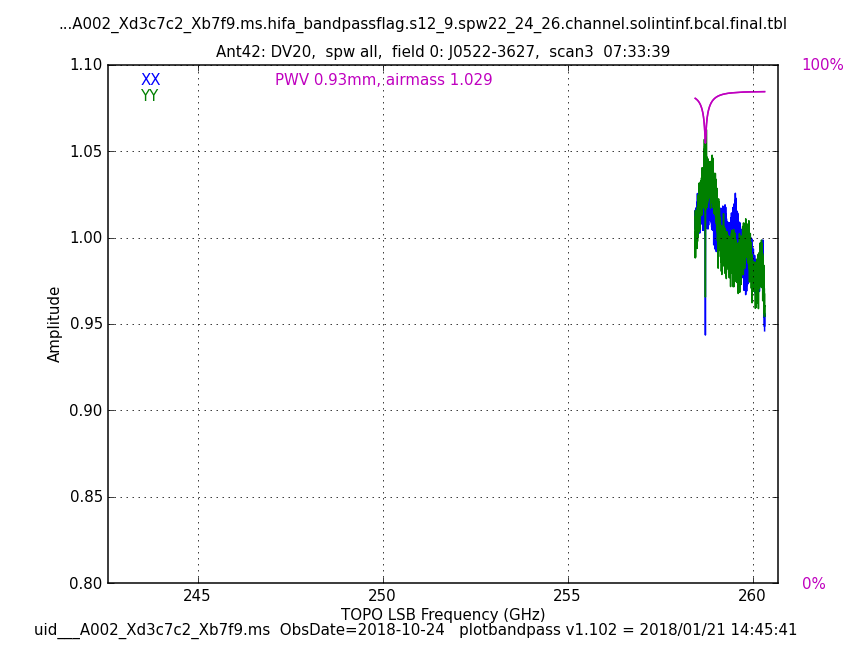 ...A002_Xd3c7c2_Xb7f9.ms.hifa_bandpassflag.s12_9.spw22_24_26.channel.solintinf.bcal.final.tbl
Ant42: DV20,  spw all,  field 0: J0522-3627,  scan3  07:33:39
1.10
100%
XX
PWV 0.93mm, airmass 1.029
YY
1.05
1.00
Amplitude
0.95
0.90
0.85
0.80
0%
245
250
255
260
TOPO LSB Frequency (GHz)
uid___A002_Xd3c7c2_Xb7f9.ms  ObsDate=2018-10-24   plotbandpass v1.102 = 2018/01/21 14:45:41